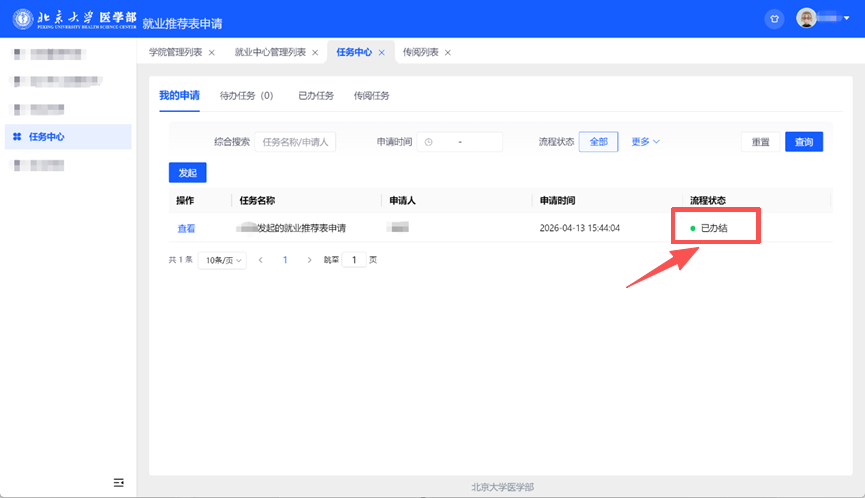 北京大学医学部 就业推荐表申请
PEKING UNIVERSITY HEALTH SCIENCE CENTER
学院管理列表 就业中心管理列表 任务中心 传阅列表
任务中心
我的申请 待办任务（0） 已办任务 传阅任务
综合搜索 任务名称/申请人 申请时间 - 流程状态 全部 更多 重置 查询
发起
操作 任务名称 申请人 申请时间 流程状态
查看 发起的就业推荐表申请 2026-04-13 15:44:04 已办结
共 1 条 10条/页 1 跳至 1 页
北京大学医学部